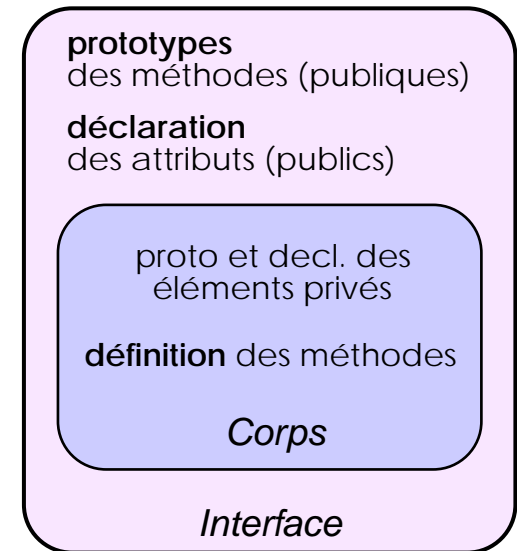 prototypes
des méthodes (publiques)
déclaration
des attributs (publics)
proto et decl. des
éléments privés
définition des méthodes
Corps
Interface